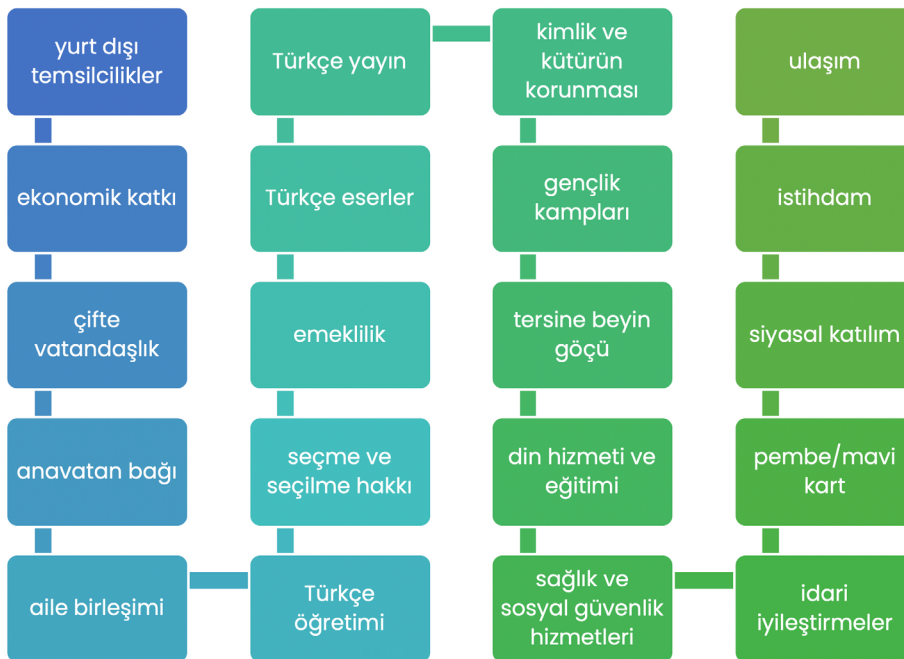 yurt dışı
temsilcilikler
ekonomik katkı
çifte
vatandaşlık
anavatan bağı
aile birleşimi
Türkçe
öğretimi
seçme ve
seçilme hakkı
emeklilik
Türkçe eserler
Türkçe yayın
kimlik ve
kütürün
korunması
gençlik
kampları
tersine beyin
göçü
din hizmeti ve
eğitimi
sağlık ve
sosyal güvenlik
hizmetleri
idari
iyileştirmeler
pembe/mavi
kart
siyasal katılım
istihdam
ulaşım